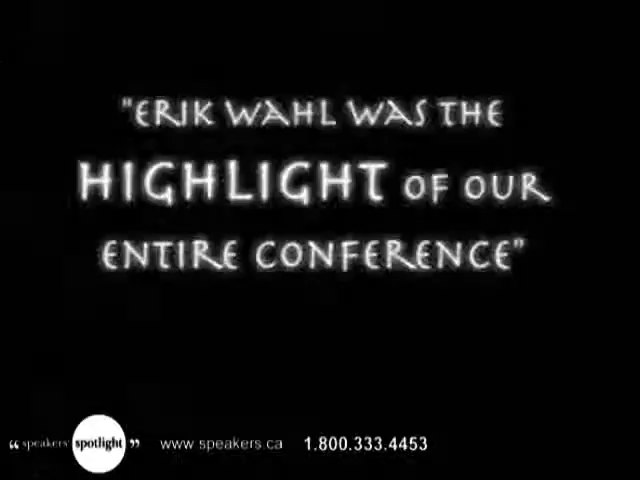 "ERIK WAHL WAS THE
HIGHLIGHT OF OUR
ENTIRE CONFERENCE"
“ speakers' spotlight ” www.speakers.ca 1.800.333.4453